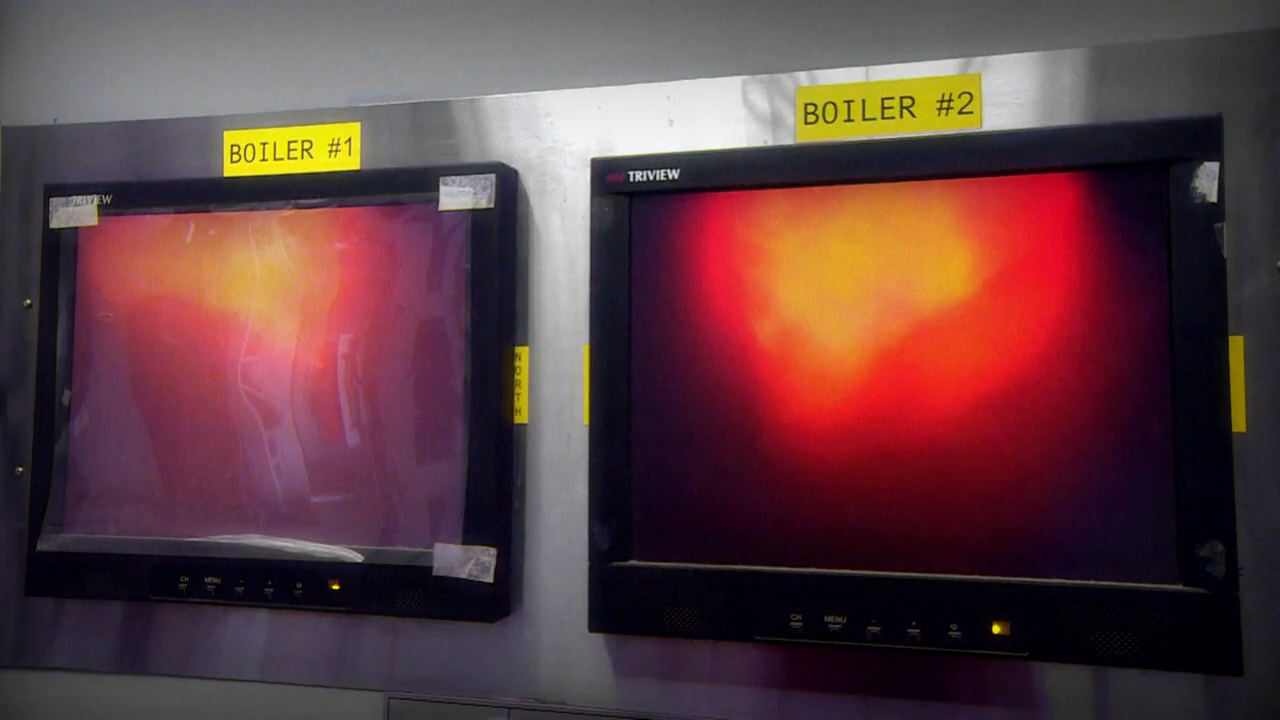 BOILER #1
BOILER #2
TRIVIEW
TRIVIEW
NORTH
CH MENU - +
CH MENU - +